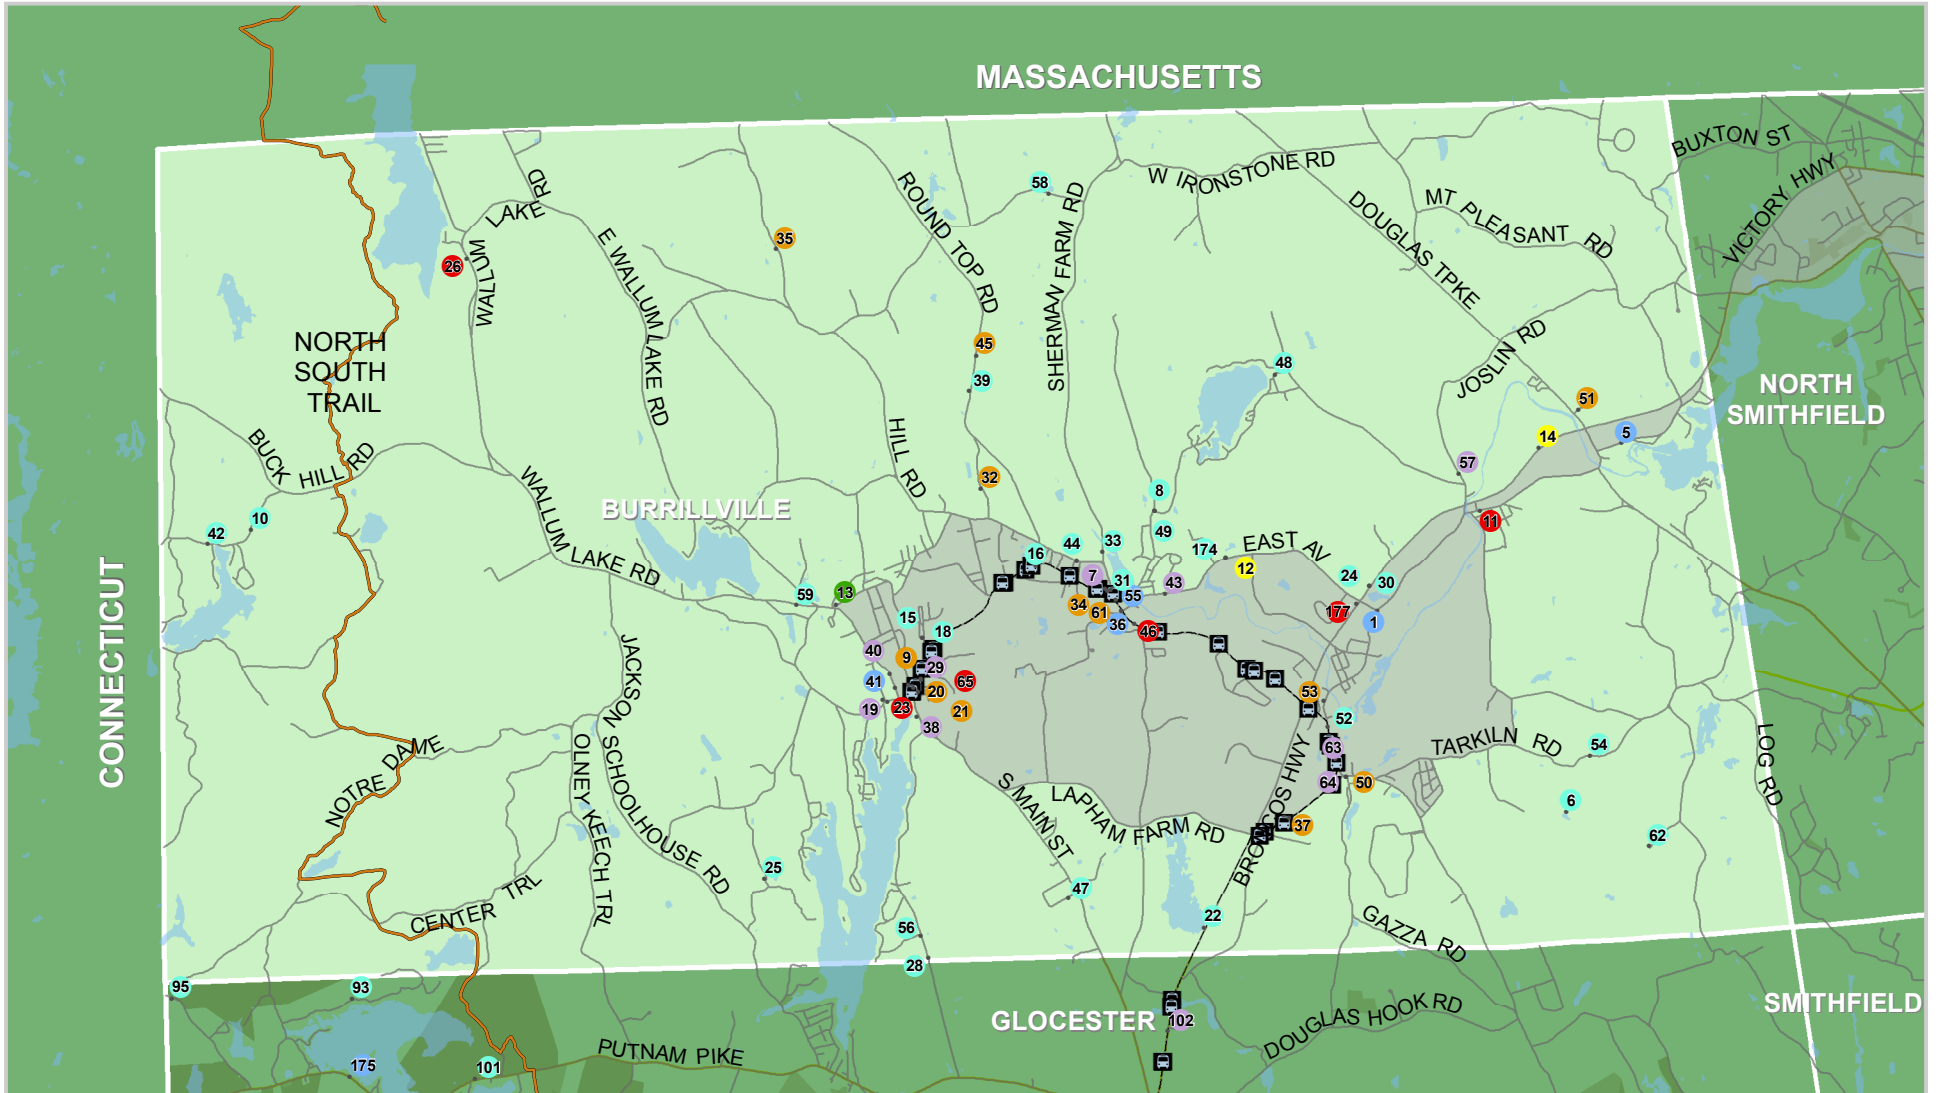 MASSACHUSETTS
BUXTON ST
VICTORY HWY
W IRONSTONE RD
58
LAKE RD
ROUND TOP RD
SHERMAN FARM RD
DOUGLAS TPKE
MT PLEASANT RD
35
26
WALLUM
E WALLUM LAKE RD
NORTH
SOUTH
TRAIL
45
39
48
JOSLIN RD
NORTH
SMITHFIELD
51
14
5
57
BUCK HILL RD
HILL RD
32
WALLUM LAKE RD
BURRILLVILLE
8
10
42
49
11
44
33
174
EAST AV
16
12
7
31
43
24
30
59
13
55
34
61
36
177
1
15
18
46
CONNECTICUT
40
9
29
41
20
65
53
19
23
21
38
52
JACKSON SCHOOLHOUSE RD
63
TARKILN RD
54
LOG RD
NOTRE DAME
OLNEY KEECH TRL
64
50
S MAIN ST
LAPHAM FARM RD
BRONCOS HWY
37
6
62
25
47
CENTER TRL
22
56
GAZZA RD
28
95
93
SMITHFIELD
GLOCESTER
102
DOUGLAS HOOK RD
PUTNAM PIKE
175
101